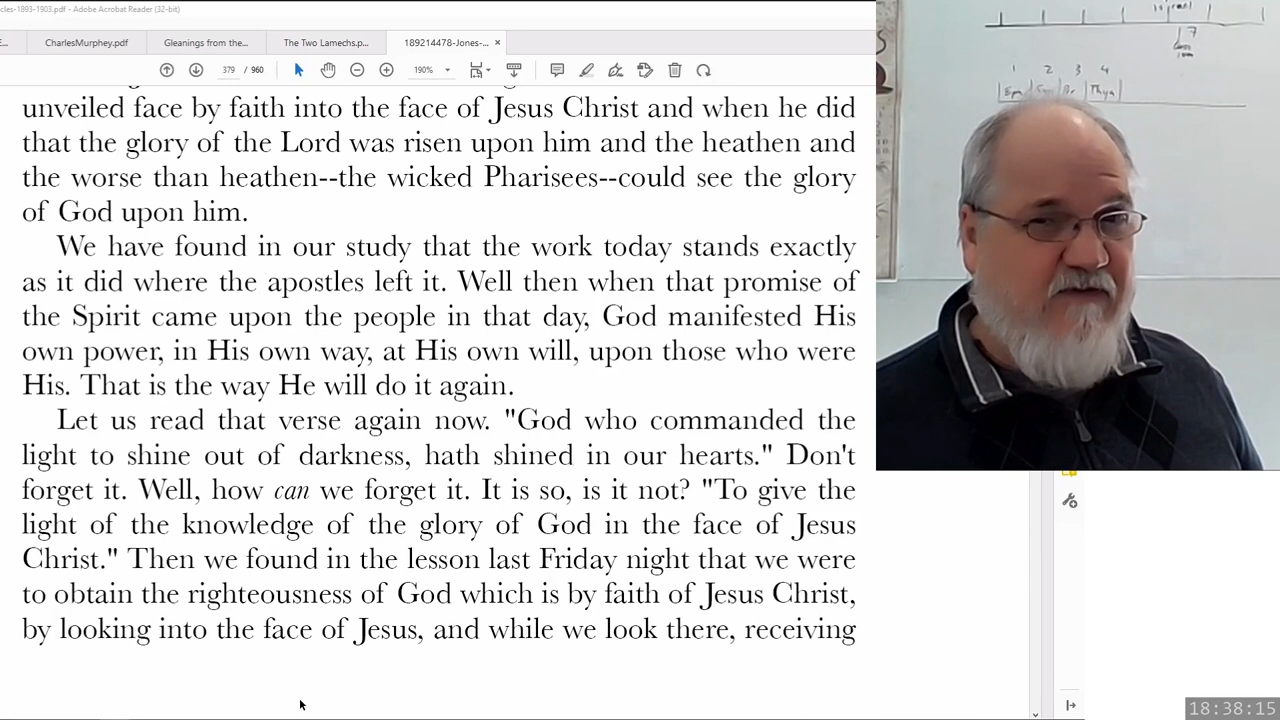 cles-1893-1903.pdf - Adobe Acrobat Reader (32-bit)
E...
CharlesMurphey.pdf
Gleanings from the...
The Two Lamechs.p...
189214478-Jones-...
379 / 960
190%
unveiled face by faith into the face of Jesus Christ and when he did
that the glory of the Lord was risen upon him and the heathen and
the worse than heathen--the wicked Pharisees--could see the glory
of God upon him.
We have found in our study that the work today stands exactly
as it did where the apostles left it. Well then when that promise of
the Spirit came upon the people in that day, God manifested His
own power, in His own way, at His own will, upon those who were
His. That is the way He will do it again.
Let us read that verse again now. "God who commanded the
light to shine out of darkness, hath shined in our hearts." Don't
forget it. Well, how can we forget it. It is so, is it not? "To give the
light of the knowledge of the glory of God in the face of Jesus
Christ." Then we found in the lesson last Friday night that we were
to obtain the righteousness of God which is by faith of Jesus Christ,
by looking into the face of Jesus, and while we look there, receiving
7
1 2 3 4
18:38:15